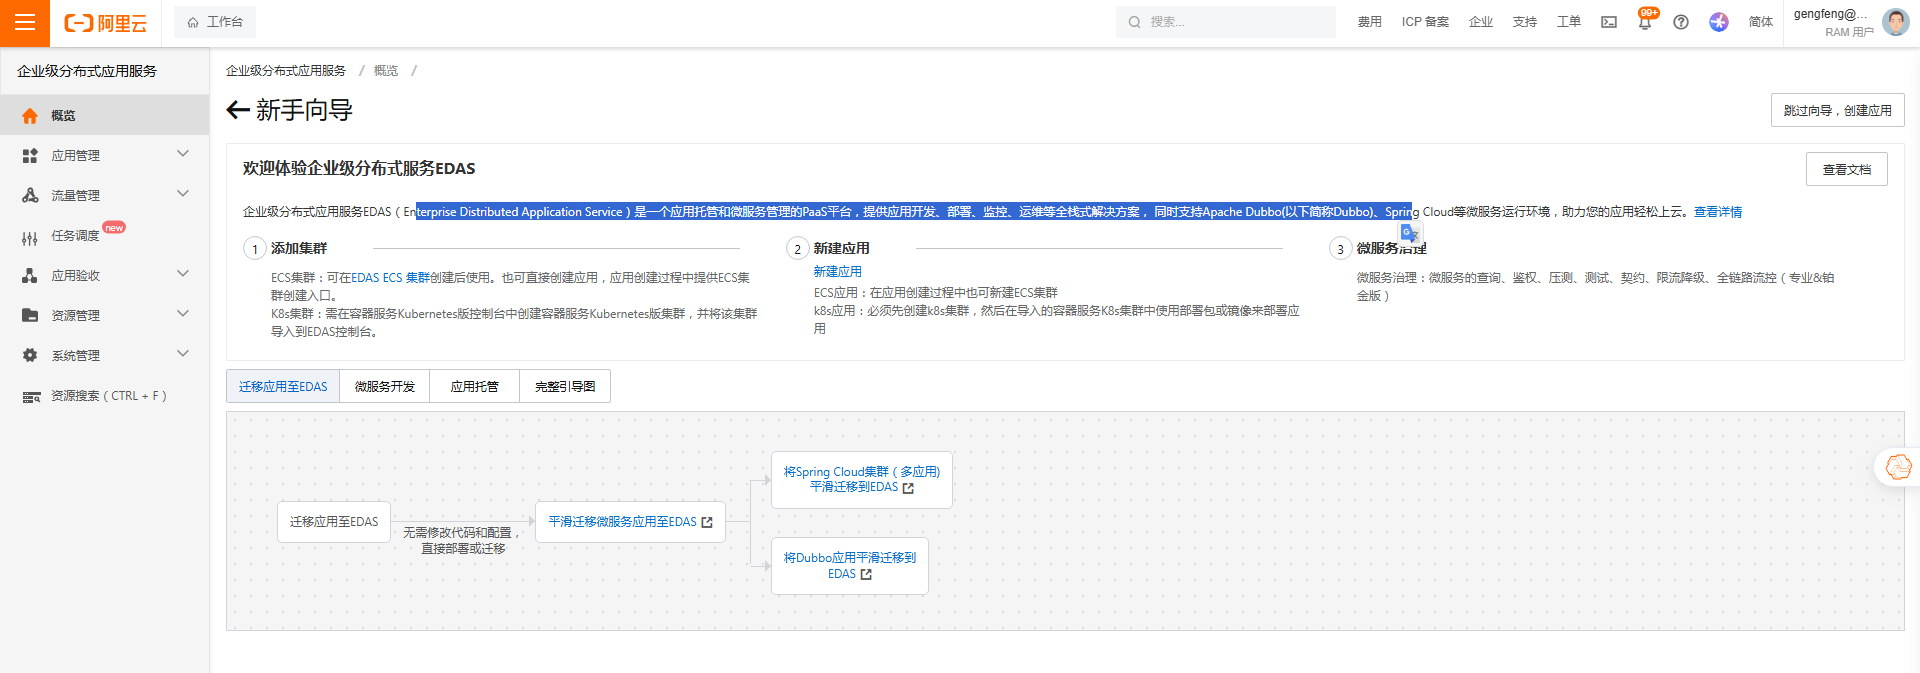 阿里云
工作台
搜索...
费用
ICP 备案
企业
支持
工单
99+
简体
gengfeng@...
RAM 用户
企业级分布式应用服务
概览
应用管理
流量管理
任务调度
new
应用验收
资源管理
系统管理
资源搜索（CTRL + F）
企业级分布式应用服务 / 概览 /
新手向导
跳过向导，创建应用
欢迎体验企业级分布式服务EDAS
查看文档
企业级分布式应用服务EDAS（Enterprise Distributed Application Service）是一个应用托管和微服务管理的PaaS平台，提供应用开发、部署、监控、运维等全栈式解决方案， 同时支持Apache Dubbo(以下简称Dubbo)、Spring Cloud等微服务运行环境，助力您的应用轻松上云。查看详情
1 添加集群
ECS集群：可在EDAS ECS 集群创建后使用。也可直接创建应用，应用创建过程中提供ECS集
群创建入口。
K8s集群：需在容器服务Kubernetes版控制台中创建容器服务Kubernetes版集群，并将该集群
导入到EDAS控制台。
2 新建应用
新建应用
ECS应用：在应用创建过程中也可新建ECS集群
k8s应用：必须先创建k8s集群，然后在导入的容器服务K8s集群中使用部署包或镜像来部署应
用
3 微服务治理
微服务治理：微服务的查询、鉴权、压测、测试、契约、限流降级、全链路流控（专业&铂
金版）
迁移应用至EDAS
微服务开发
应用托管
完整引导图
迁移应用至EDAS
无需修改代码和配置，
直接部署或迁移
平滑迁移微服务应用至EDAS
将Spring Cloud集群（多应用)
平滑迁移到EDAS
将Dubbo应用平滑迁移到
EDAS